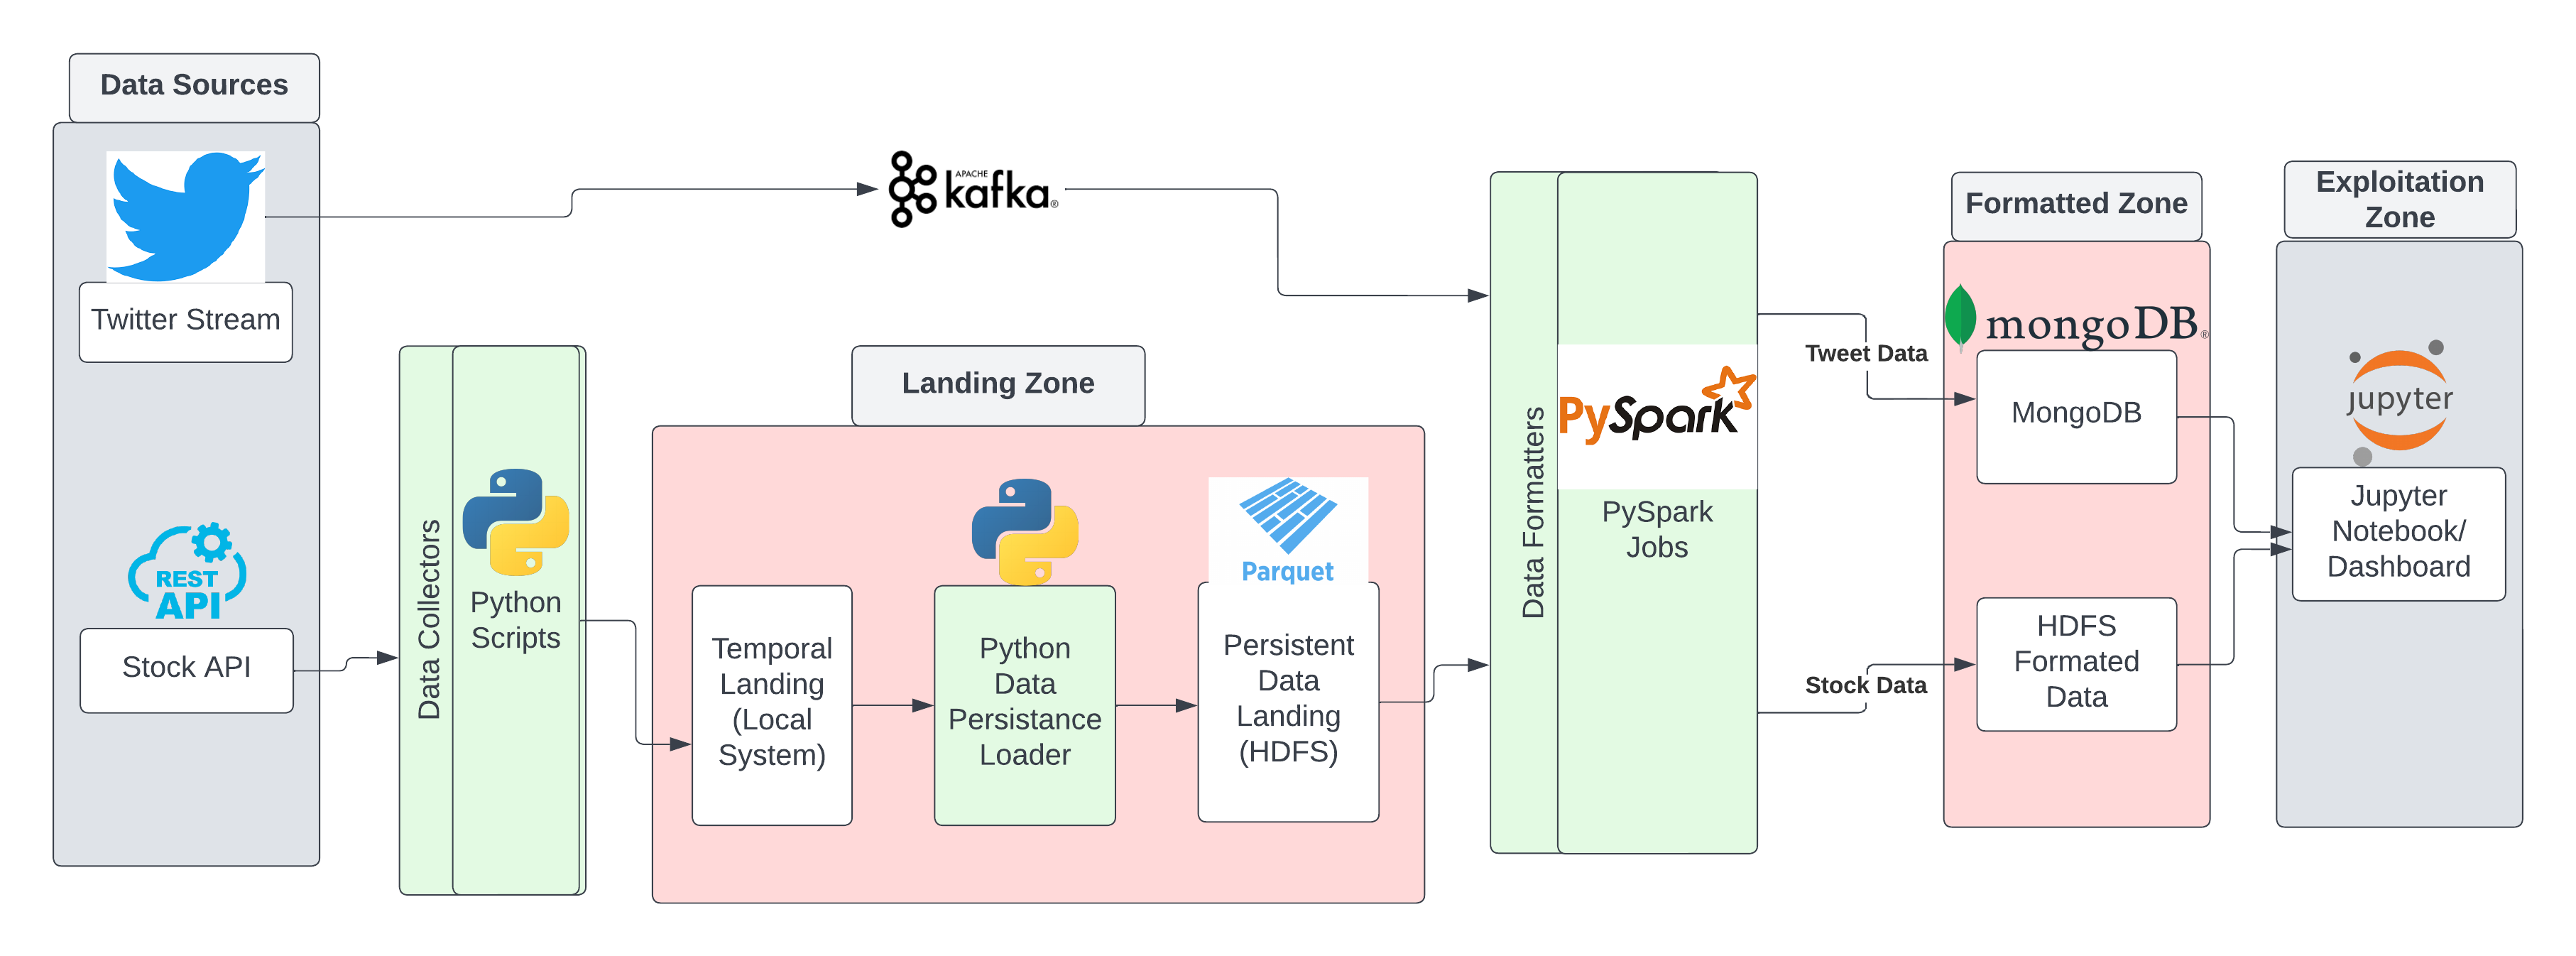 Data Sources
Twitter Stream
REST
API
Stock API
APACHE
kafka®
Data Collectors
Python
Scripts
Landing Zone
Temporal
Landing
(Local
System)
Python
Data
Persistance
Loader
Parquet
Persistent
Data
Landing
(HDFS)
Data Formatters
PySpark
PySpark
Jobs
Tweet Data
Stock Data
Formatted Zone
mongoDB®
MongoDB
HDFS
Formated
Data
Exploitation
Zone
jupyter
Jupyter
Notebook/
Dashboard